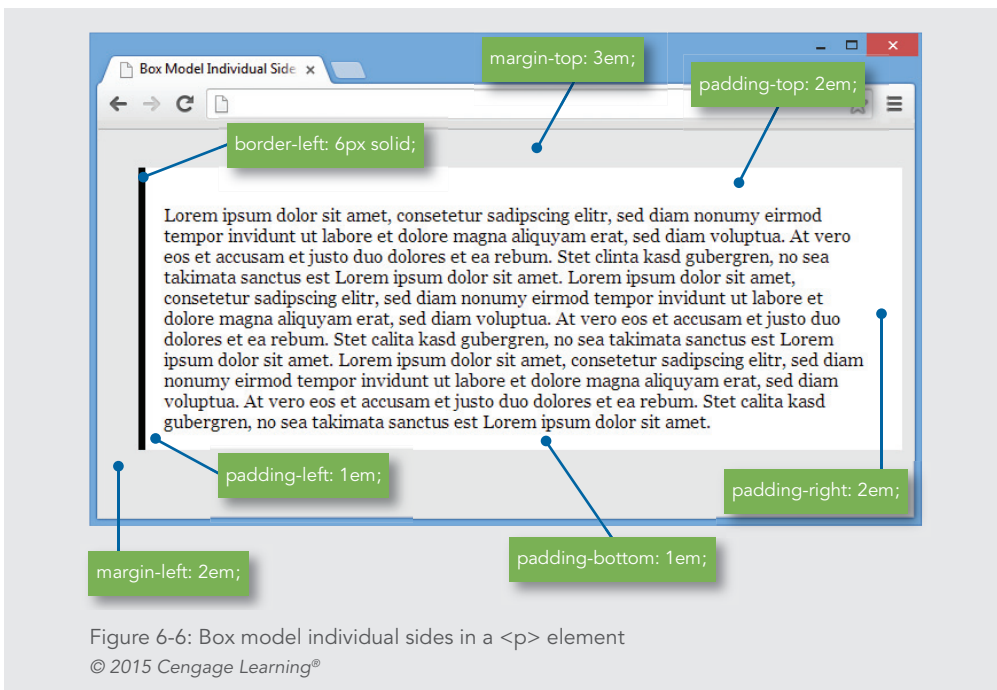 Box Model Individual Side
margin-top: 3em;
padding-top: 2em;
border-left: 6px solid;
Lorem ipsum dolor sit amet, consetetur sadipscing elitr, sed diam nonumy eirmod
tempor invidunt ut labore et dolore magna aliquyam erat, sed diam voluptua. At vero
eos et accusam et justo duo dolores et ea rebum. Stet clinta kasd gubergren, no sea
takimata sanctus est Lorem ipsum dolor sit amet. Lorem ipsum dolor sit amet,
consetetur sadipscing elitr, sed diam nonumy eirmod tempor invidunt ut labore et
dolore magna aliquyam erat, sed diam voluptua. At vero eos et accusam et justo duo
dolores et ea rebum. Stet calita kasd gubergren, no sea takimata sanctus est Lorem
ipsum dolor sit amet. Lorem ipsum dolor sit amet, consetetur sadipscing elitr, sed diam
nonumy eirmod tempor invidunt ut labore et dolore magna aliquyam erat, sed diam
voluptua. At vero eos et accusam et justo duo dolores et ea rebum. Stet calita kasd
gubergren, no sea takimata sanctus est Lorem ipsum dolor sit amet.
padding-left: 1em;
padding-right: 2em;
padding-bottom: 1em;
margin-left: 2em;
Figure 6-6: Box model individual sides in a <p> element
© 2015 Cengage Learning®